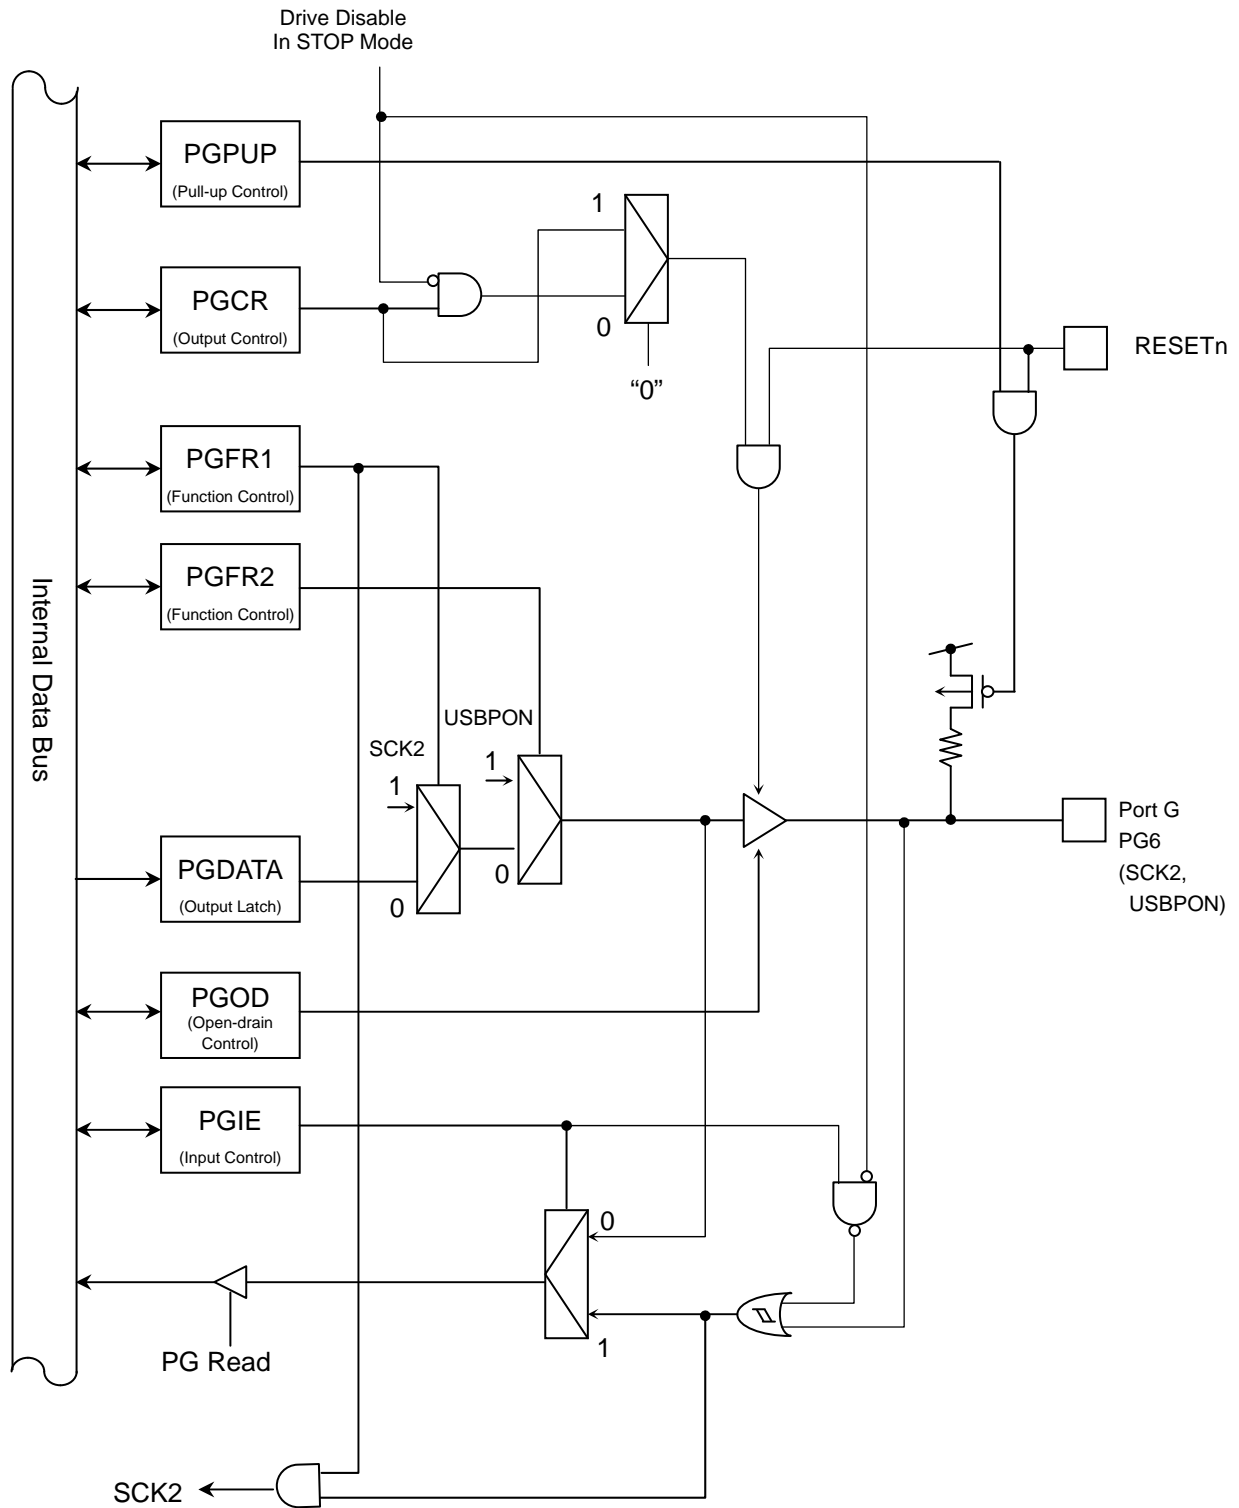 Drive Disable
In STOP Mode
PGPUP
(Pull-up Control)
1
PGCR
(Output Control)
0
"0"
RESETn
PGFR1
(Function Control)
PGFR2
(Function Control)
Internal Data Bus
USBPON
SCK2
1
1
0
0
Port G
PG6
(SCK2,
USBPON)
PGDATA
(Output Latch)
PGOD
(Open-drain
Control)
PGIE
(Input Control)
0
1
PG Read
SCK2